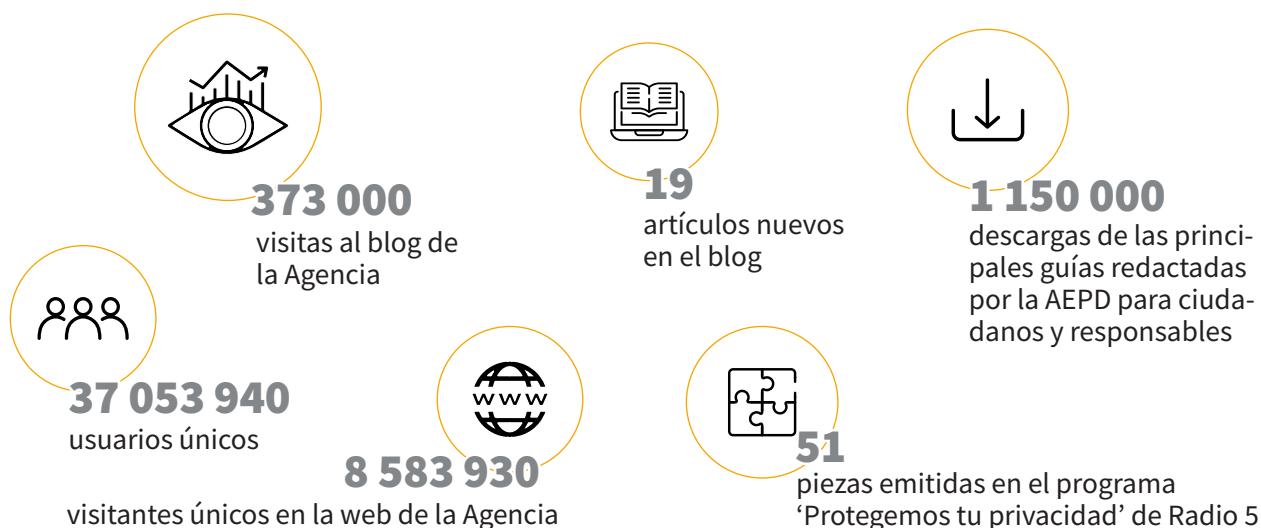 373 000
visitas al blog de
la Agencia
19
artículos nuevos
en el blog
1 150 000
descargas de las princi-
pales guías redactadas
por la AEPD para ciuda-
danos y responsables
37 053 940
usuarios únicos
www
8 583 930
visitantes únicos en la web de la Agencia
51
piezas emitidas en el programa
‘Protegemos tu privacidad’ de Radio 5